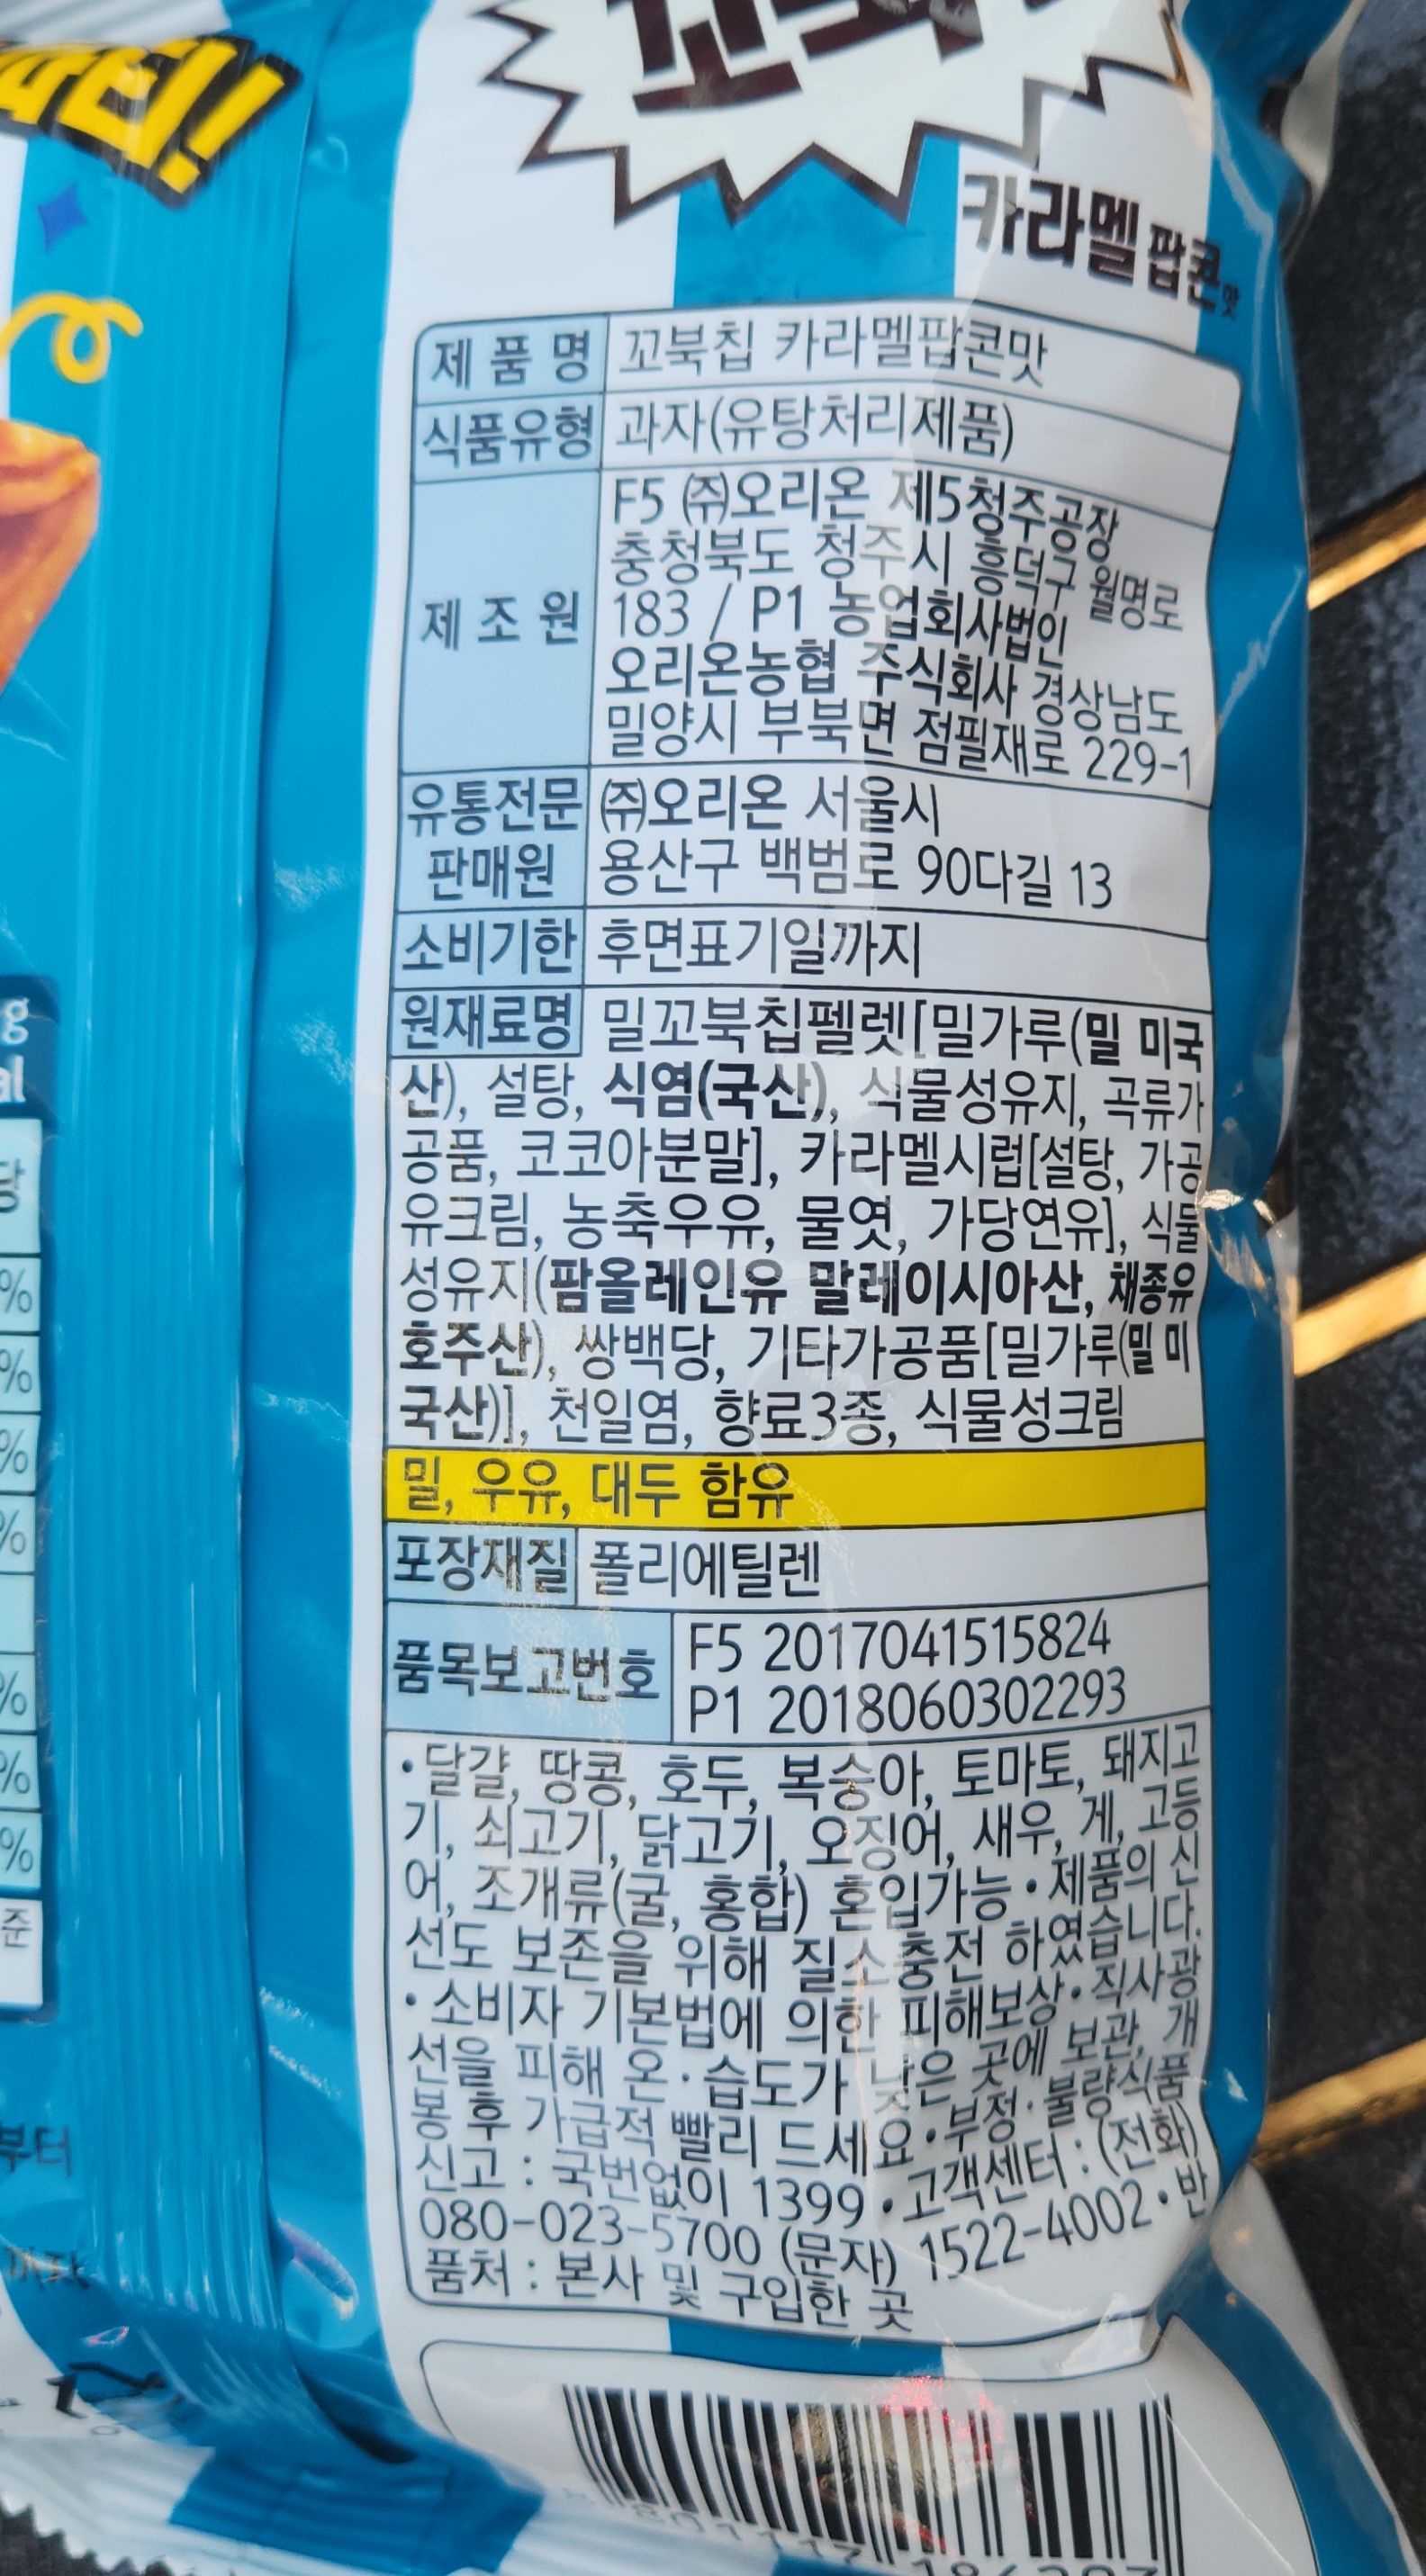 카라멜팝콘맛
제품명 꼬북칩 카라멜팝콘맛
식품유형 과자(유탕처리제품)
제조원 F5 ㈜오리온 제5청주공장
충청북도 청주시 흥덕구 월명로
183 / P1 농업회사법인
오리온농협 주식회사 경상남도
밀양시 부북면 점필재로 229-1
유통전문 ㈜오리온 서울시
판매원 용산구 백범로 90다길 13
소비기한 후면표기일까지
원재료명 밀꼬북칩펠렛[밀가루(밀 미국
산), 설탕, 식염(국산), 식물성유지, 곡류가
공품, 코코아분말], 카라멜시럽[설탕, 가공
유크림, 농축우유, 물엿, 가당연유], 식물
성유지(팜올레인유 말레이시아산, 채종유
호주산), 쌍백당, 기타가공품[밀가루(밀 미
국산)], 천일염, 향료3종, 식물성크림
밀, 우유, 대두 함유
포장재질 폴리에틸렌
품목보고번호 F5 2017041515824
P1 2018060302293
•달걀, 땅콩, 호두, 복숭아, 토마토, 돼지고
기, 쇠고기, 닭고기, 오징어, 새우, 게, 고등
어, 조개류(굴, 홍합) 혼입가능•제품의 신
선도 보존을 위해 질소충전 하였습니다.
•소비자 기본법에 의한 피해보상•직사광
선을 피해 온·습도가 낮은 곳에 보관, 개
봉 후 가급적 빨리 드세요•부정·불량식품
신고 : 국번없이 1399•고객센터 : (전화)
080-023-5700 (문자) 1522-4002•반
품처 : 본사 및 구입한 곳
g
al
당
%
%
%
%
%
%
%
준
부터